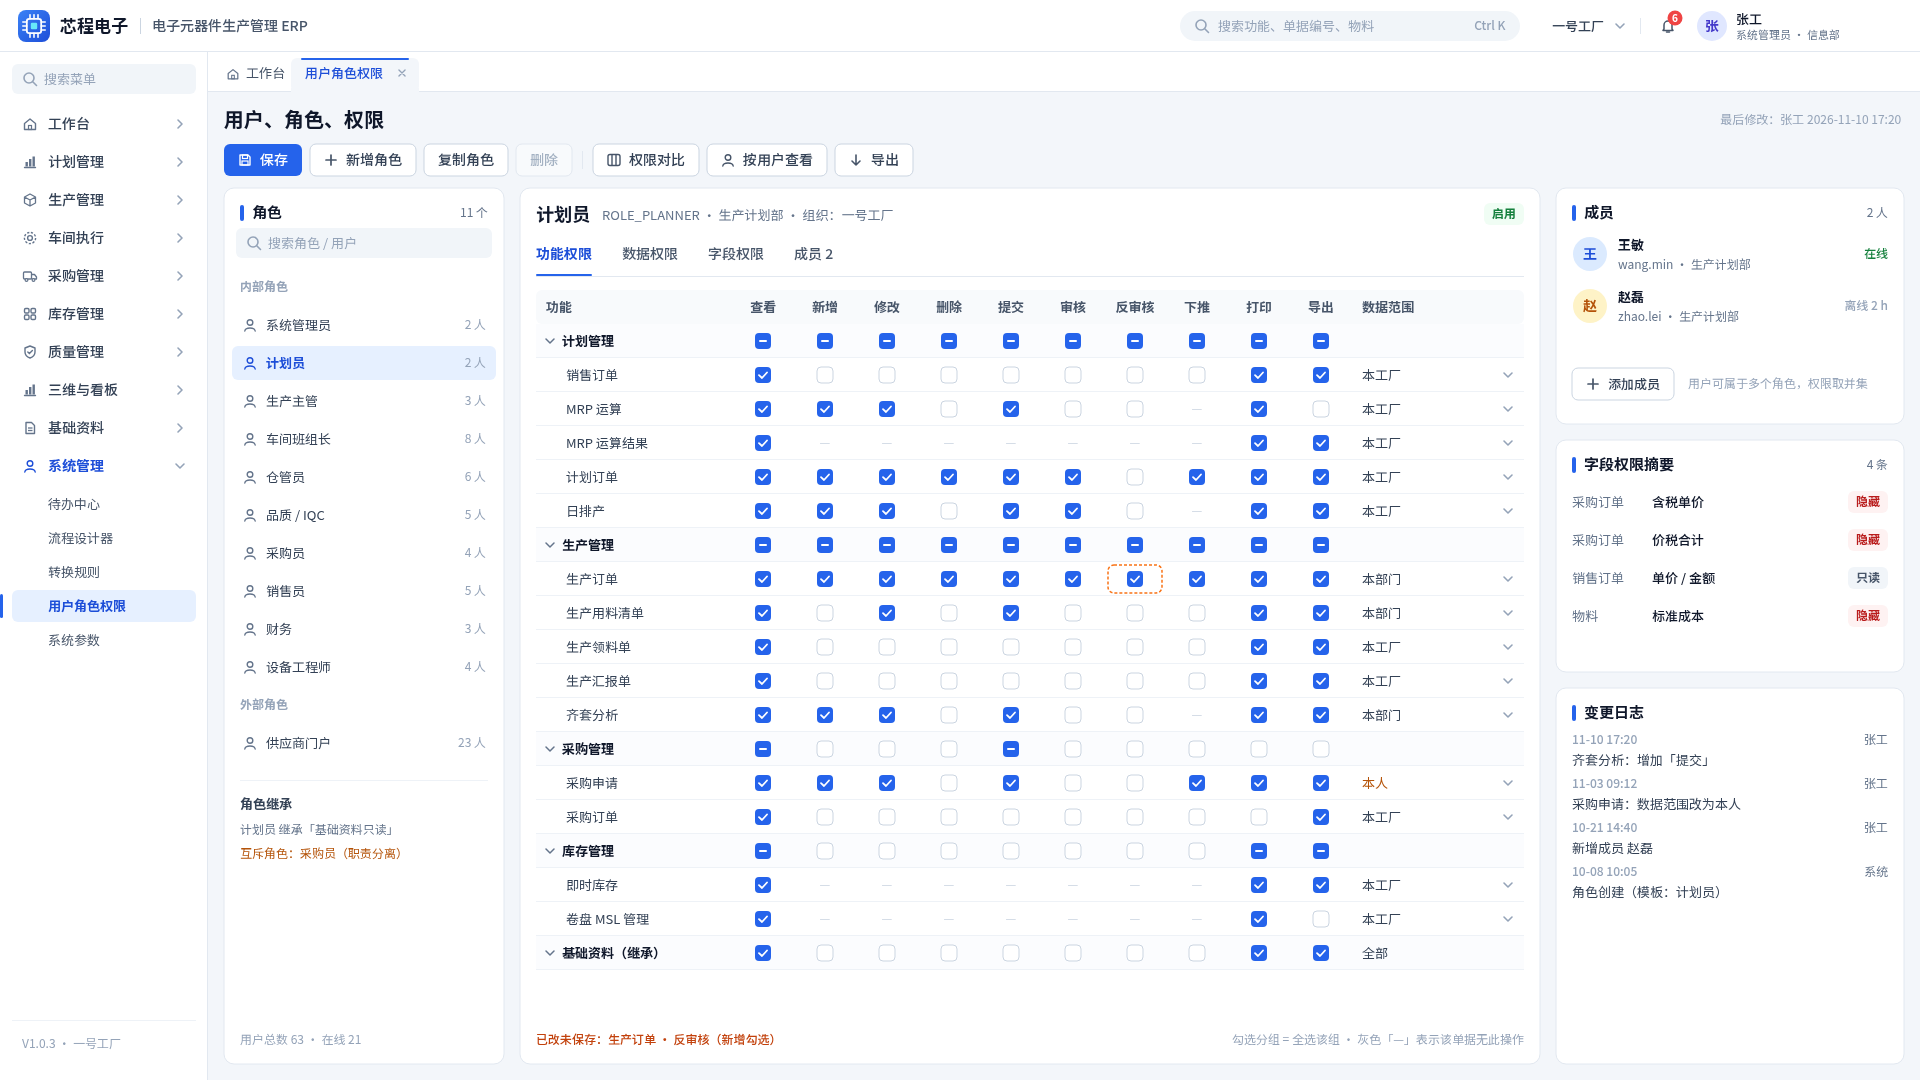 芯程电子
电子元器件生产管理 ERP
搜索功能、单据编号、物料
Ctrl K
一号工厂
6
张
张工
系统管理员 · 信息部
搜索菜单
工作台
计划管理
生产管理
车间执行
采购管理
库存管理
质量管理
三维与看板
基础资料
系统管理
待办中心
流程设计器
转换规则
用户角色权限
系统参数
V1.0.3 · 一号工厂
工作台
用户角色权限
用户、角色、权限
最后修改：张工 2026-11-10 17:20
保存
新增角色
复制角色
删除
权限对比
按用户查看
导出
角色
11 个
搜索角色 / 用户
内部角色
系统管理员 2 人
计划员 2 人
生产主管 3 人
车间班组长 8 人
仓管员 6 人
品质 / IQC 5 人
采购员 4 人
销售员 5 人
财务 3 人
设备工程师 4 人
外部角色
供应商门户 23 人
角色继承
计划员 继承「基础资料只读」
互斥角色：采购员（职责分离）
用户总数 63 · 在线 21
计划员 ROLE_PLANNER · 生产计划部 · 组织：一号工厂
启用
功能权限 数据权限 字段权限 成员 2
功能 查看 新增 修改 删除 提交 审核 反审核 下推 打印 导出 数据范围
计划管理
销售订单 本工厂
MRP 运算 — 本工厂
MRP 运算结果 — — — — — — — 本工厂
计划订单 本工厂
日排产 — 本工厂
生产管理
生产订单 本部门
生产用料清单 本部门
生产领料单 本工厂
生产汇报单 本工厂
齐套分析 — 本部门
采购管理
采购申请 本人
采购订单 本工厂
库存管理
即时库存 — — — — — — — 本工厂
卷盘 MSL 管理 — — — — — — — 本工厂
基础资料（继承） 全部
已改未保存：生产订单 · 反审核（新增勾选）
勾选分组 = 全选该组 · 灰色「—」表示该单据无此操作
成员
2 人
王
王敏
wang.min · 生产计划部
在线
赵
赵磊
zhao.lei · 生产计划部
离线 2 h
添加成员
用户可属于多个角色，权限取并集
字段权限摘要
4 条
采购订单 含税单价 隐藏
采购订单 价税合计 隐藏
销售订单 单价 / 金额 只读
物料 标准成本 隐藏
变更日志
11-10 17:20 张工
齐套分析：增加「提交」
11-03 09:12 张工
采购申请：数据范围改为本人
10-21 14:40 张工
新增成员 赵磊
10-08 10:05 系统
角色创建（模板：计划员）